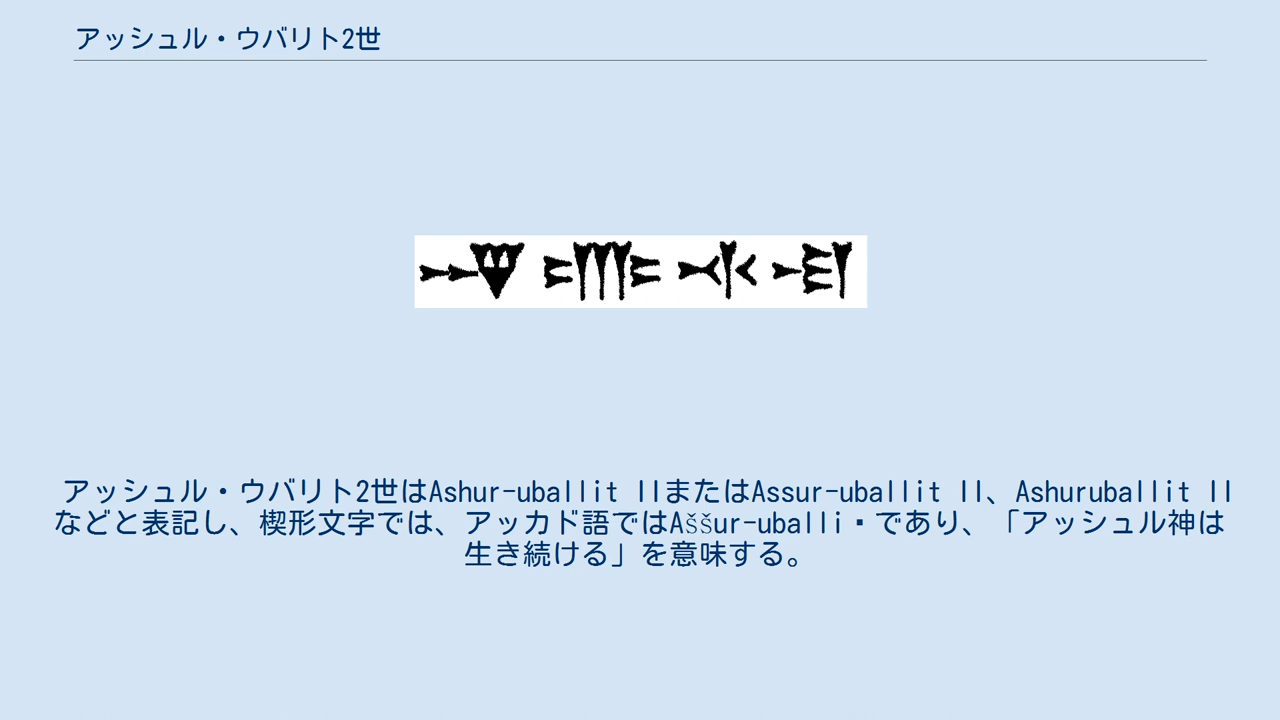 アッシュル・ウバリト2世
アッシュル・ウバリト2世はAshur-uballit IIまたはAssur-uballit II、Ashuruballit II
などと表記し、楔形文字では、アッカド語ではAššur-uballi▪であり、「アッシュル神は
生き続ける」を意味する。